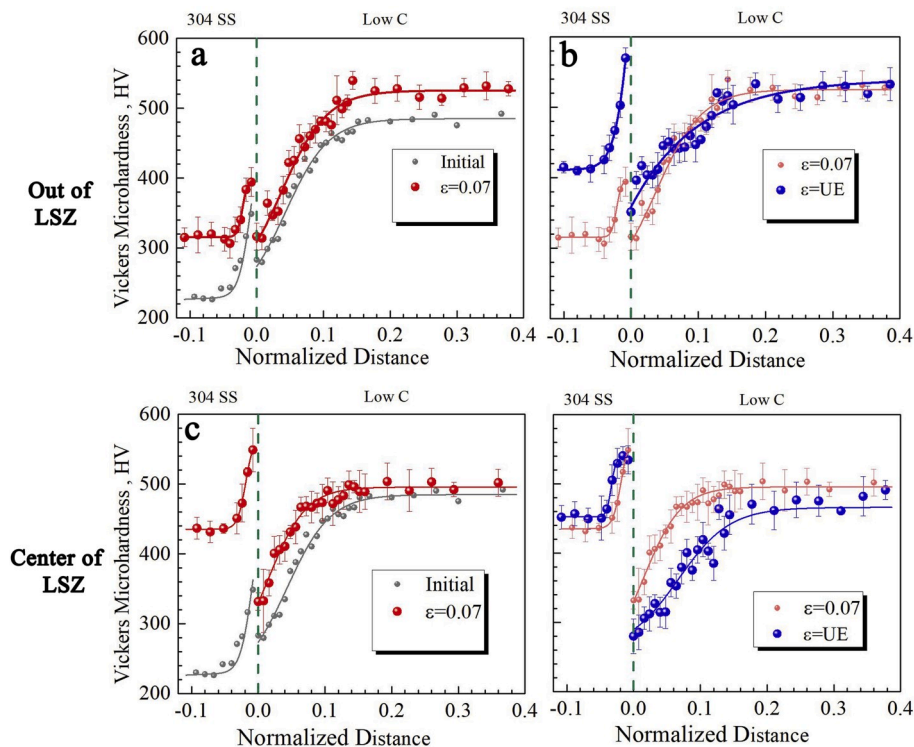 304 SS Low C 304 SS Low C
600
500
400
300
200
a
b
Initial
ε=0.07
ε=0.07
ε=UE
Out of
LSZ
Vickers Microhardness , HV
-0.1 0.0 0.1 0.2 0.3 0.4 -0.1 0.0 0.1 0.2 0.3 0.4
Normalized Distance Normalized Distance
304 SS Low C 304 SS Low C
600
500
400
300
200
c
Initial
ε=0.07
ε=0.07
ε=UE
Center of
LSZ
Vickers Microhardness , HV
-0.1 0.0 0.1 0.2 0.3 0.4 -0.1 0.0 0.1 0.2 0.3 0.4
Normalized Distance Normalized Distance